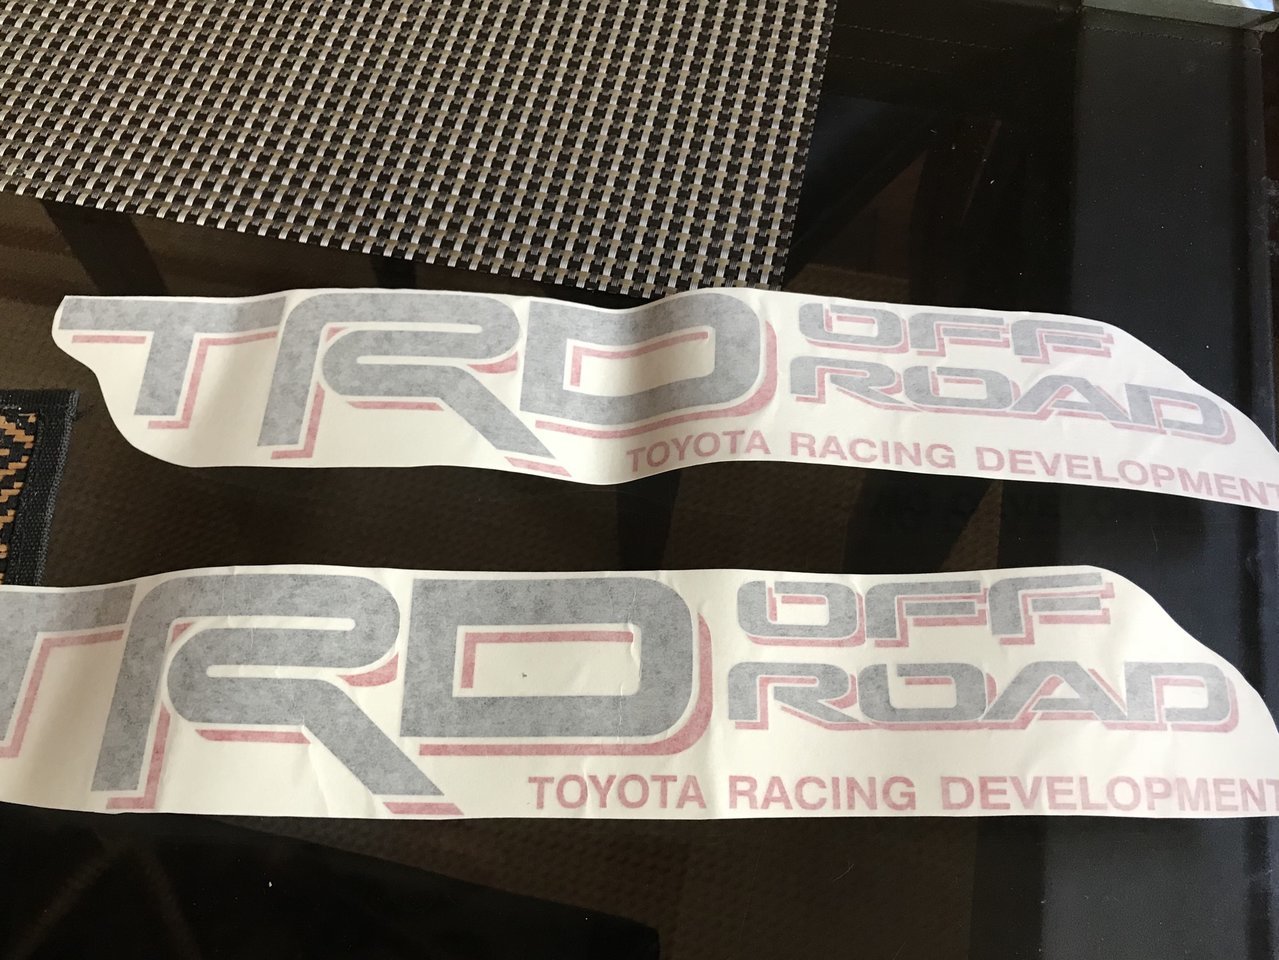 TRD OFF
ROAD
TOYOTA RACING DEVELOPMENT
TRD OFF
ROAD
TOYOTA RACING DEVELOPMENT